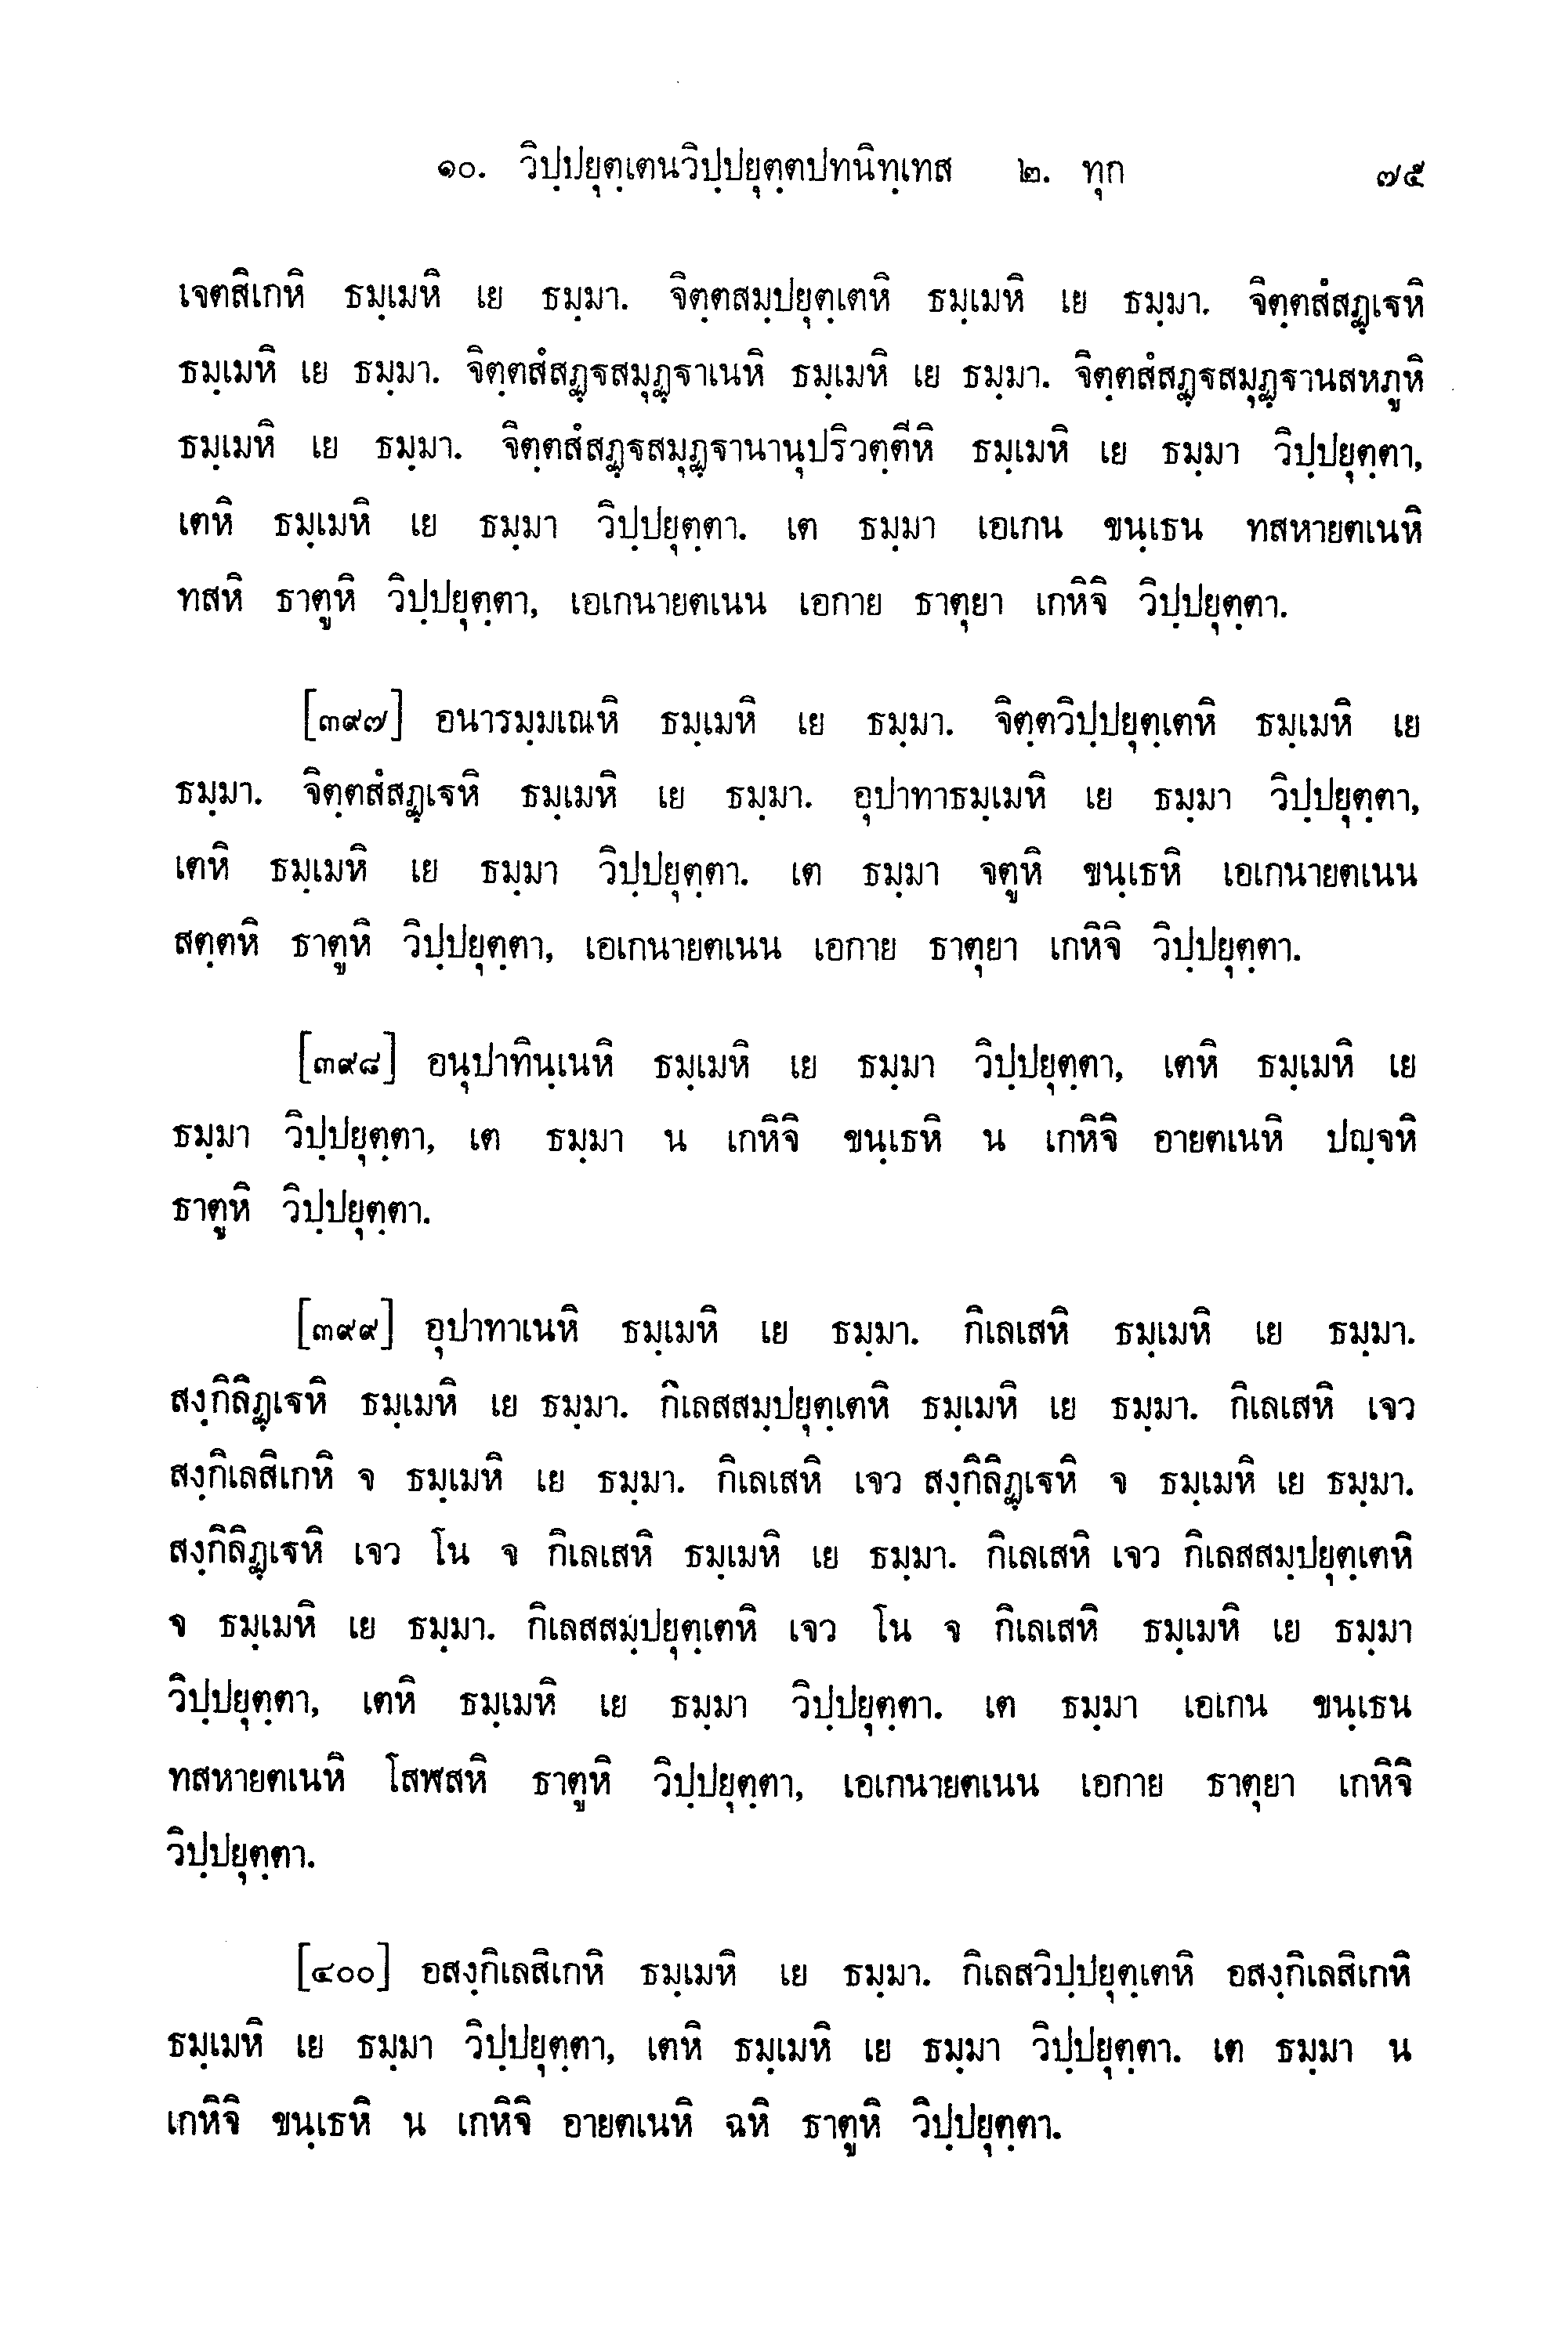 ๑๐. วิปฺปยุตฺเตนวิปฺปยุตฺตปทนิทฺเทส ๒. ทุก ๗๕
เจตสิเกหิ ธมฺเมหิ เย ธมฺมา. จิตฺตสมฺปยุตฺเตหิ ธมฺเมหิ เย ธมฺมา. จิตฺตสํสฏฺเฐหิ
ธมฺเมหิ เย ธมฺมา. จิตฺตสํสฏฺฐสมุฏฺฐาเนหิ ธมฺเมหิ เย ธมฺมา. จิตฺตสํสฏฺฐสมุฏฺฐานสหภูหิ
ธมฺเมหิ เย ธมฺมา. จิตฺตสํสฏฺฐสมุฏฺฐานานุปริวตฺตีหิ ธมฺเมหิ เย ธมฺมา วิปฺปยุตฺตา,
เตหิ ธมฺเมหิ เย ธมฺมา วิปฺปยุตฺตา. เต ธมฺมา เอเกน ขนฺเธน ทสหายตเนหิ
ทสหิ ธาตูหิ วิปฺปยุตฺตา, เอเกนายตเนน เอกาย ธาตุยา เกหิจิ วิปฺปยุตฺตา.
[๓๙๗] อนารมฺมเณหิ ธมฺเมหิ เย ธมฺมา. จิตฺตวิปฺปยุตฺเตหิ ธมฺเมหิ เย
ธมฺมา. จิตฺตสํสฏฺเฐหิ ธมฺเมหิ เย ธมฺมา. อุปาทาธมฺเมหิ เย ธมฺมา วิปฺปยุตฺตา,
เตหิ ธมฺเมหิ เย ธมฺมา วิปฺปยุตฺตา. เต ธมฺมา จตูหิ ขนฺเธหิ เอเกนายตเนน
สตฺตหิ ธาตูหิ วิปฺปยุตฺตา, เอเกนายตเนน เอกาย ธาตุยา เกหิจิ วิปฺปยุตฺตา.
[๓๙๘] อนุปาทินฺเนหิ ธมฺเมหิ เย ธมฺมา วิปฺปยุตฺตา, เตหิ ธมฺเมหิ เย
ธมฺมา วิปฺปยุตฺตา, เต ธมฺมา น เกหิจิ ขนฺเธหิ น เกหิจิ อายตเนหิ ปญฺจหิ
ธาตูหิ วิปฺปยุตฺตา.
[๓๙๙] อุปาทาเนหิ ธมฺเมหิ เย ธมฺมา. กิเลเสหิ ธมฺเมหิ เย ธมฺมา.
สงฺกิลิฏฺเฐหิ ธมฺเมหิ เย ธมฺมา. กิเลสสมฺปยุตฺเตหิ ธมฺเมหิ เย ธมฺมา. กิเลเสหิ เจว
สงฺกิเลสิเกหิ จ ธมฺเมหิ เย ธมฺมา. กิเลเสหิ เจว สงฺกิลิฏฺเฐหิ จ ธมฺเมหิ เย ธมฺมา.
สงฺกิลิฏฺเฐหิ เจว โน จ กิเลเสหิ ธมฺเมหิ เย ธมฺมา. กิเลเสหิ เจว กิเลสสมฺปยุตฺเตหิ
จ ธมฺเมหิ เย ธมฺมา. กิเลสสมฺปยุตฺเตหิ เจว โน จ กิเลเสหิ ธมฺเมหิ เย ธมฺมา
วิปฺปยุตฺตา, เตหิ ธมฺเมหิ เย ธมฺมา วิปฺปยุตฺตา. เต ธมฺมา เอเกน ขนฺเธน
ทสหายตเนหิ โสฬสหิ ธาตูหิ วิปฺปยุตฺตา, เอเกนายตเนน เอกาย ธาตุยา เกหิจิ
วิปฺปยุตฺตา.
[๔๐๐] อสงฺกิเลสิเกหิ ธมฺเมหิ เย ธมฺมา. กิเลสวิปฺปยุตฺเตหิ อสงฺกิเลสิเกหิ
ธมฺเมหิ เย ธมฺมา วิปฺปยุตฺตา, เตหิ ธมฺเมหิ เย ธมฺมา วิปฺปยุตฺตา. เต ธมฺมา น
เกหิจิ ขนฺเธหิ น เกหิจิ อายตเนหิ ฉหิ ธาตูหิ วิปฺปยุตฺตา.